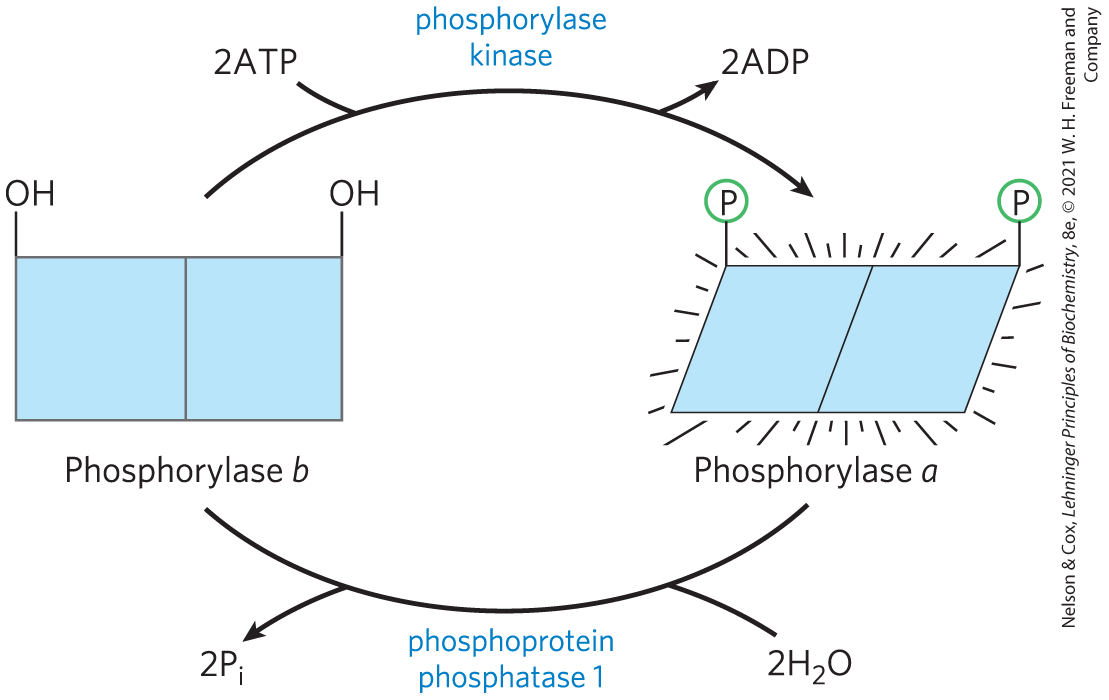 phosphorylase
kinase
2ATP
2ADP
OH
OH
P
P
Phosphorylase b
Phosphorylase a
2Pi
phosphoprotein
phosphatase 1
2H₂O
Nelson & Cox, Lehninger Principles of Biochemistry, 8e, © 2021 W. H. Freeman and
Company